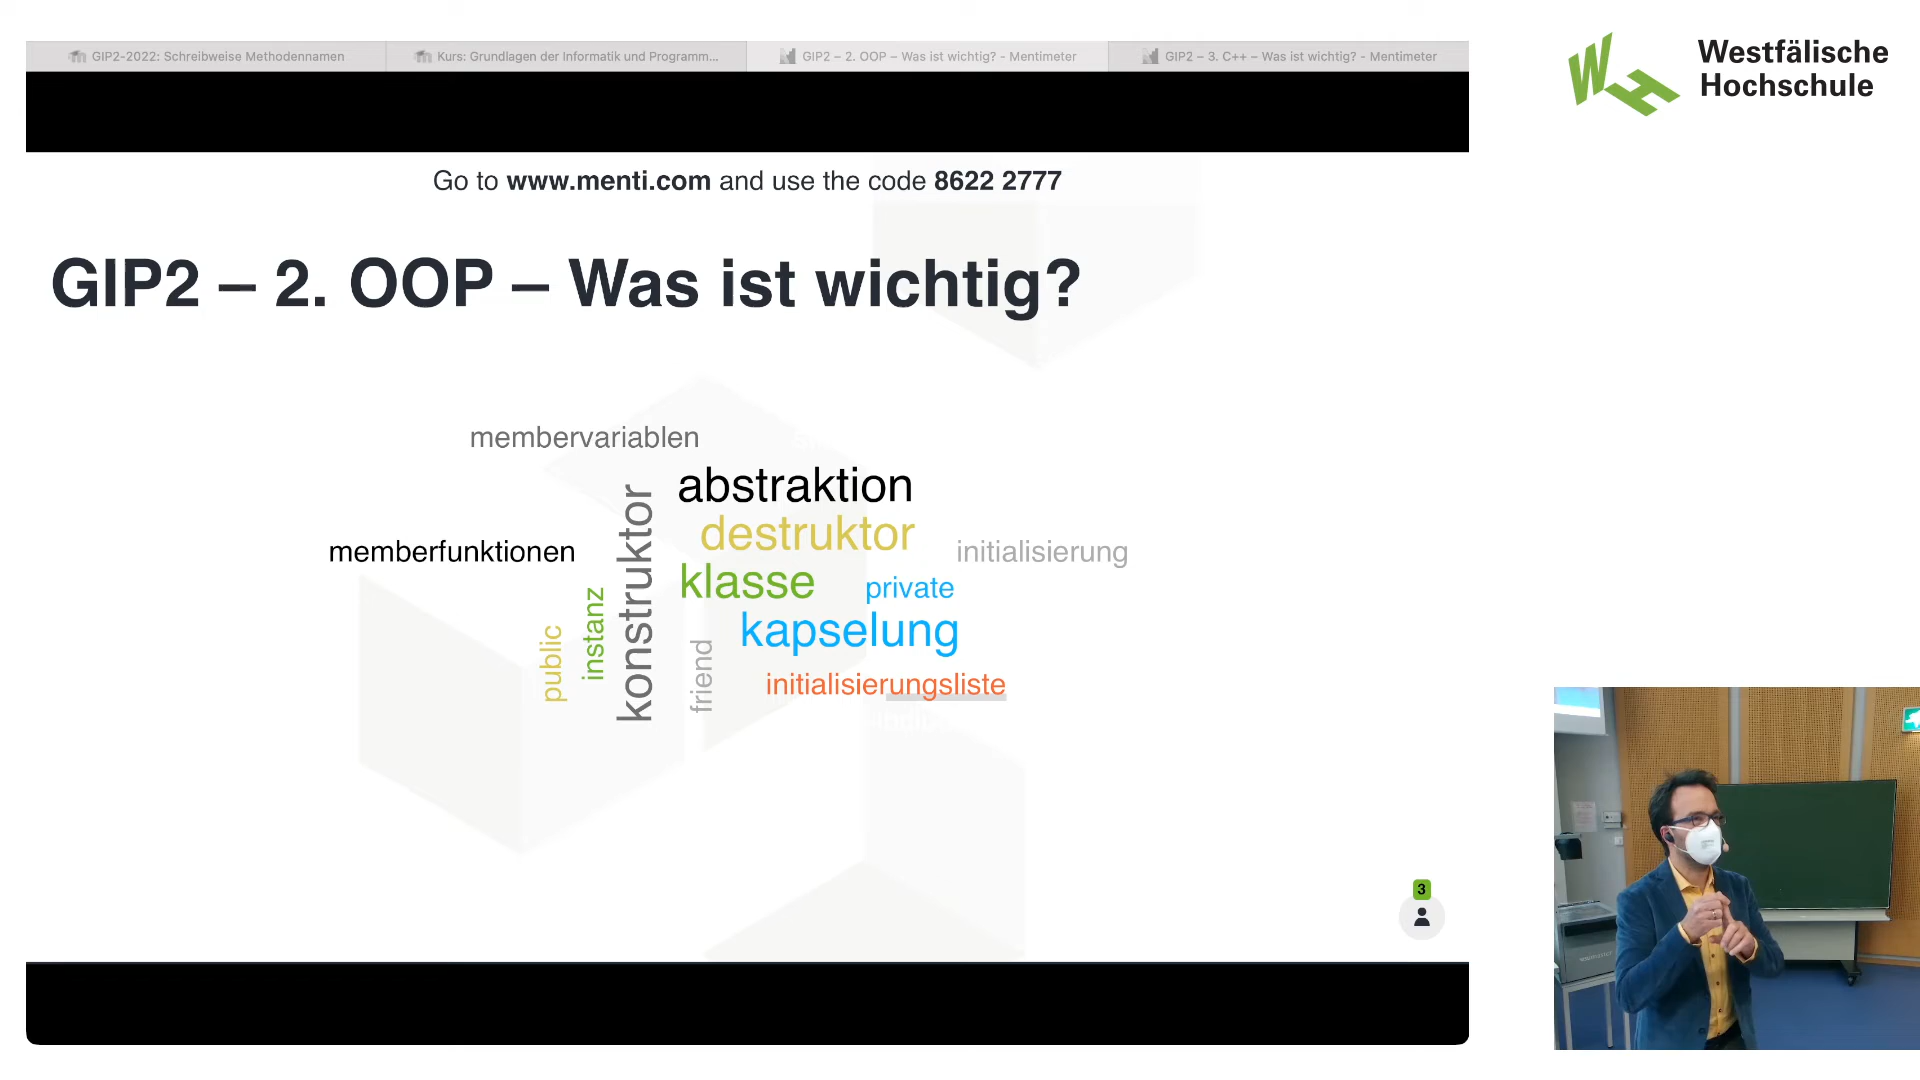 GIP2-2022: Schreibweise Methodennamen
Kurs: Grundlagen der Informatik und Programm...
GIP2 – 2. OOP – Was ist wichtig? - Mentimeter
GIP2 – 3. C++ – Was ist wichtig? - Mentimeter
Westfälische
Hochschule
Go to www.menti.com and use the code 8622 2777
GIP2 – 2. OOP – Was ist wichtig?
membervariablen
abstraktion
destruktor
memberfunktionen
initialisierung
klasse
private
konstruktor
instanz
public
kapselung
friend
initialisierungsliste
3